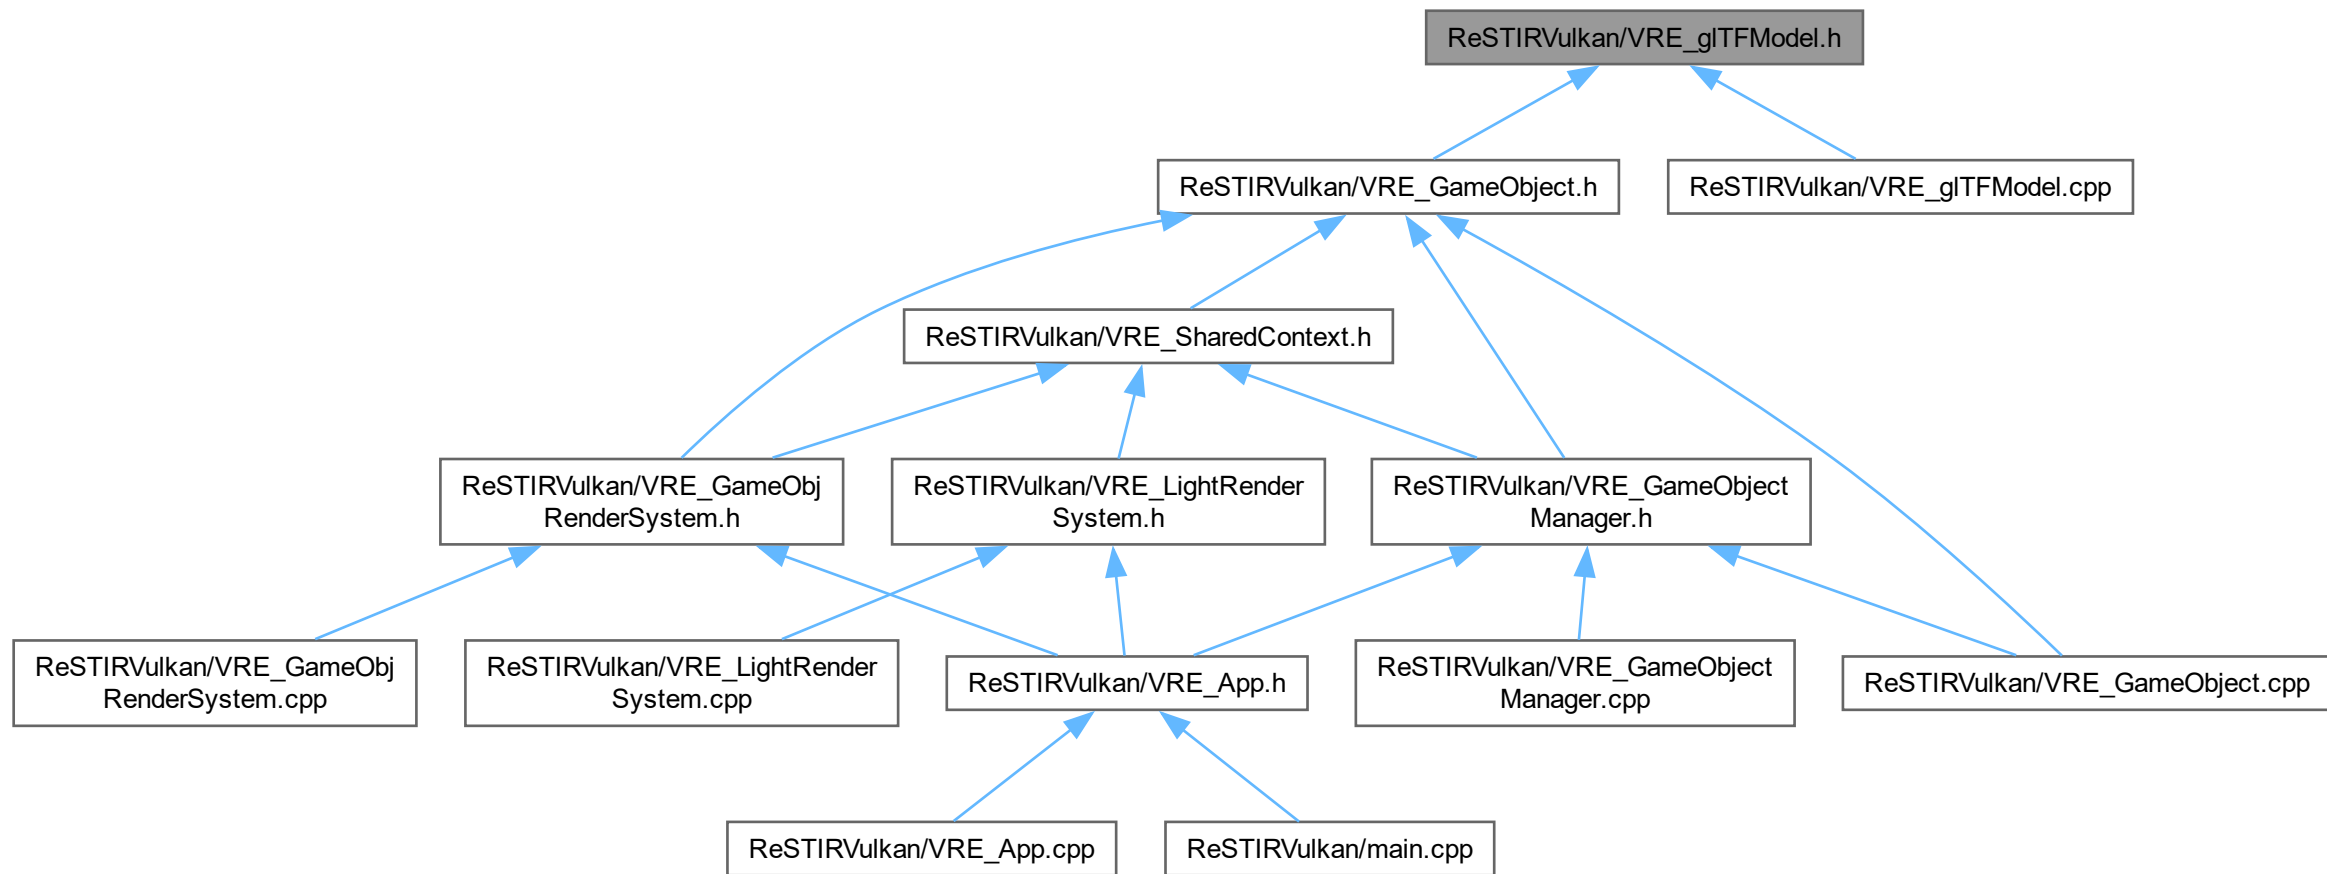 ReSTIRVulkan/VRE_glTFModel.h
ReSTIRVulkan/VRE_GameObject.h
ReSTIRVulkan/VRE_glTFModel.cpp
ReSTIRVulkan/VRE_SharedContext.h
ReSTIRVulkan/VRE_GameObj
RenderSystem.h
ReSTIRVulkan/VRE_LightRender
System.h
ReSTIRVulkan/VRE_GameObject
Manager.h
ReSTIRVulkan/VRE_GameObj
RenderSystem.cpp
ReSTIRVulkan/VRE_LightRender
System.cpp
ReSTIRVulkan/VRE_App.h
ReSTIRVulkan/VRE_GameObject
Manager.cpp
ReSTIRVulkan/VRE_GameObject.cpp
ReSTIRVulkan/VRE_App.cpp
ReSTIRVulkan/main.cpp